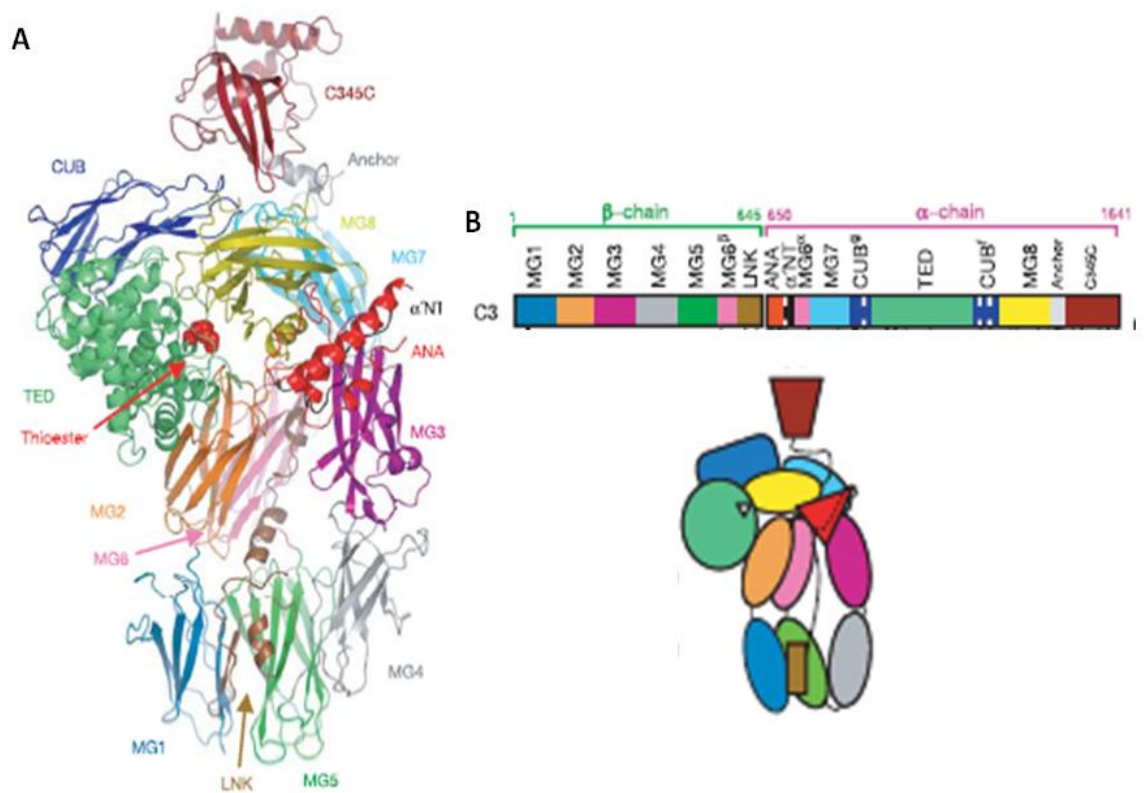 A
C345C
Anchor
CUB
MG8
MG7
α'NT
ANA
TED
Thioester
MG3
MG2
MG6
MG4
MG1
LNK
MG5
B
1 β-chain 645 650 α-chain 1641
MG1 MG2 MG3 MG4 MG5 MG6β LNK ANA α'NT MG6α MG7 CUBg TED CUBf MG8 Anchor C345C
C3